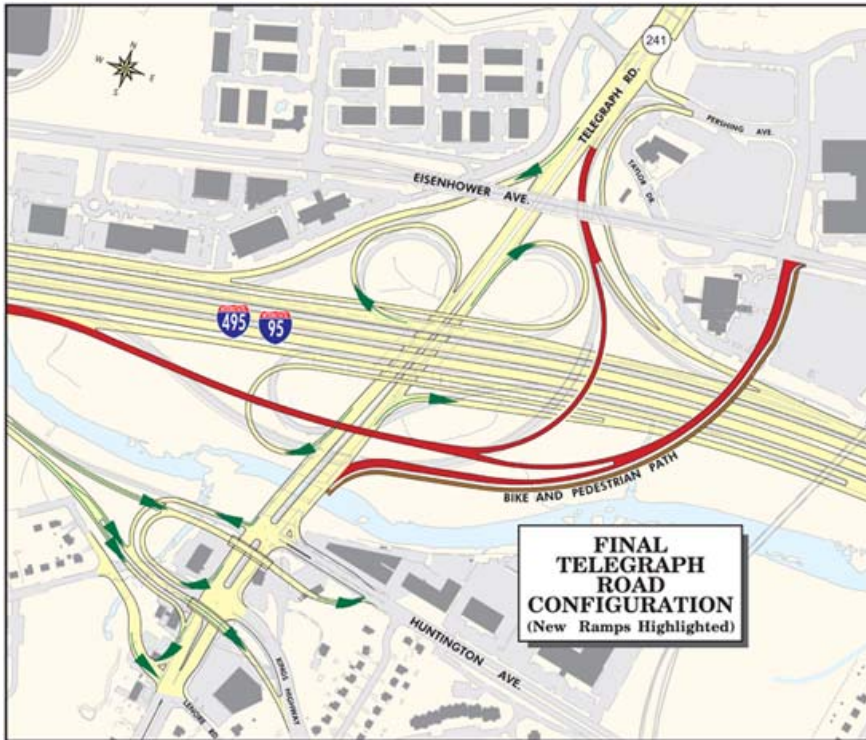 N
W
E
S
241
TELEGRAPH RD.
PERSHING AVE.
TAYLOR DR.
EISENHOWER AVE.
495
95
BIKE AND PEDESTRIAN PATH
FINAL
TELEGRAPH
ROAD
CONFIGURATION
(New Ramps Highlighted)
HUNTINGTON AVE.
KINGS HIGHWAY
LENORE RD.